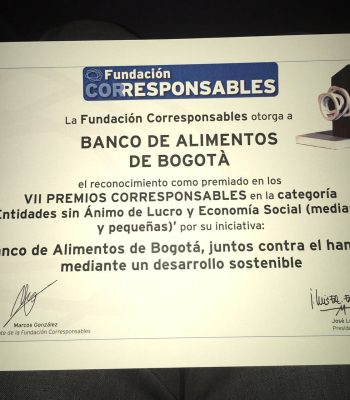 Fundación
CORRESPONSABLES
La Fundación Corresponsables otorga a
BANCO DE ALIMENTOS
DE BOGOTÀ
el reconocimiento como premiado en los
VII PREMIOS CORRESPONSABLES en la categoría
Entidades sin Ánimo de Lucro y Economía Social (media
y pequeñas)' por su iniciativa:
anco de Alimentos de Bogotá, juntos contra el ham
mediante un desarrollo sostenible
Marcos González
te de la Fundación Corresponsables
José L
Presid